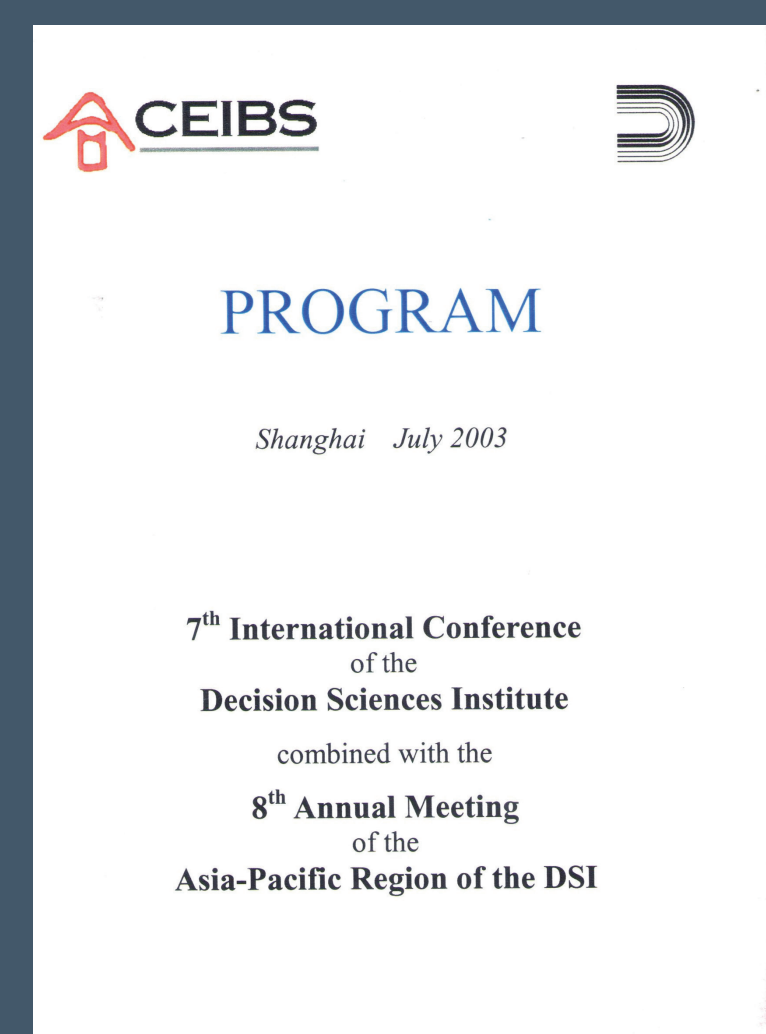 CEIBS
PROGRAM
Shanghai July 2003
7th International Conference
of the
Decision Sciences Institute
combined with the
8th Annual Meeting
of the
Asia-Pacific Region of the DSI